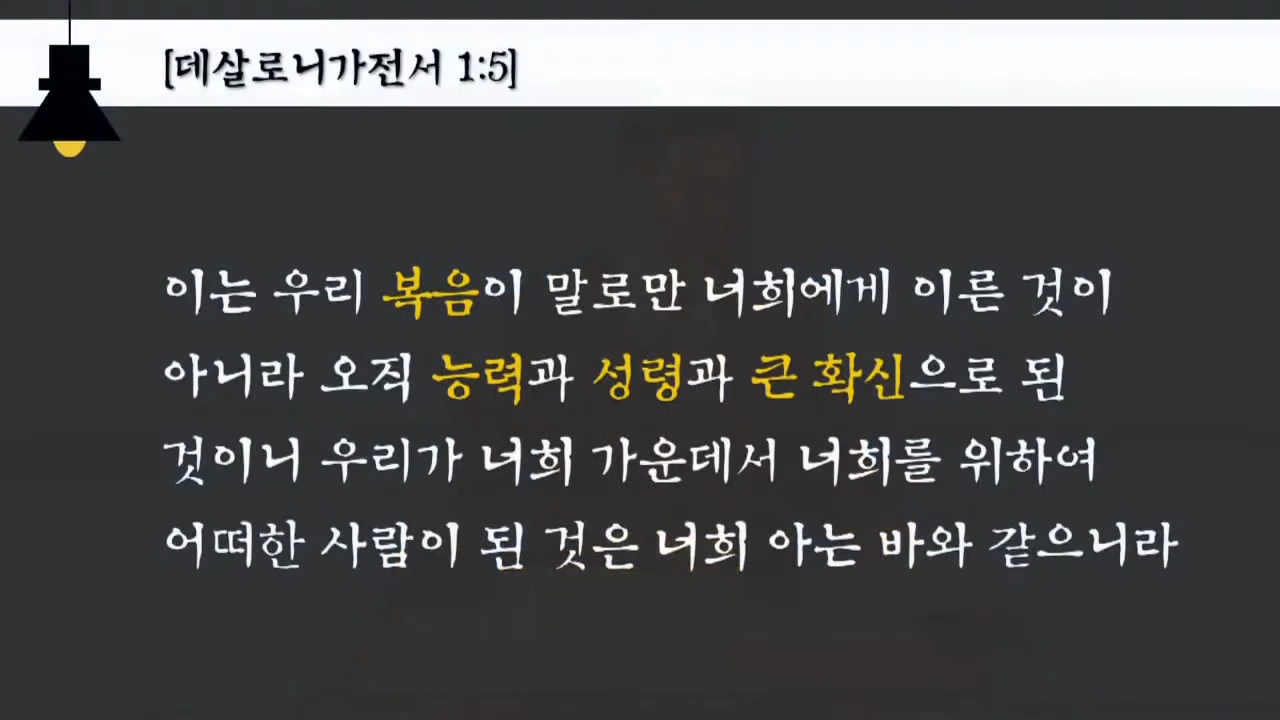 [데살로니가전서 1:5]
이는 우리 복음이 말로만 너희에게 이른 것이
아니라 오직 능력과 성령과 큰 확신으로 된
것이니 우리가 너희 가운데서 너희를 위하여
어떠한 사람이 된 것은 너희 아는 바와 같으니라